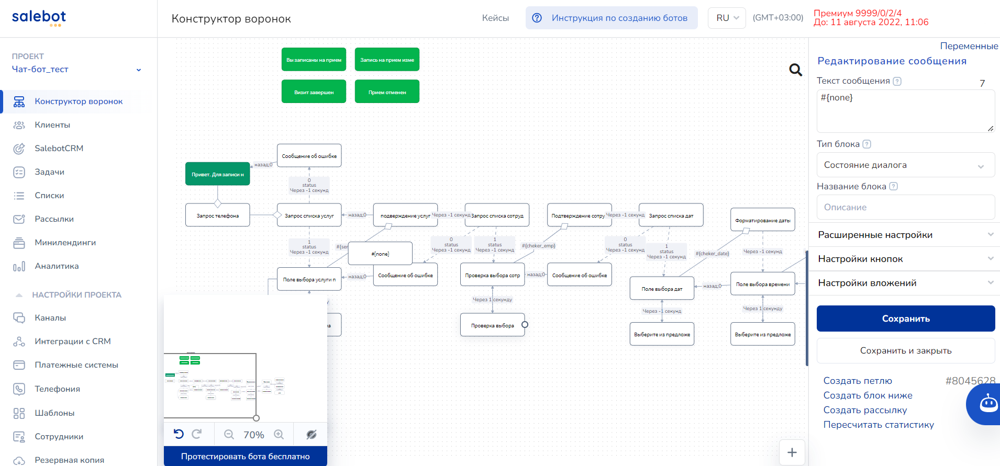 salebot
Конструктор воронок
Кейсы
Инструкция по созданию ботов
RU
(GMT+03:00)
Премиум 9999/0/2/4
До: 11 августа 2022, 11:06
ПРОЕКТ
Чат-бот_тест
Конструктор воронок
Клиенты
SalebotCRM
Задачи
Списки
Рассылки
Минилендинги
Аналитика
НАСТРОЙКИ ПРОЕКТА
Каналы
Интеграции с CRM
Платежные системы
Телефония
Шаблоны
Сотрудники
Резервная копия
Вы записаны на прием
Запись на прием изме
Визит завершен
Прием отменен
Сообщение об ошибке
назад;0
Привет. Для записи н
0
status
Через -1 секунд
Запрос телефона
Запрос списка услуг
назад;0
подверждение услуг
Через -1 секунд
Запрос списка сотруд
Подтверждение сотру
Через -1 секунд
Запрос списка дат
Форматирование даты
1
status
Через -1 секунд
#{ser
#{none}
0
status
Через -1 секунд
1
status
Через -1 секунд
#{cheker_emp}
0
status
Через -1 секунд
1
status
Через -1 секунд
#{cheker_date}
Через -1 секунд
Поле выбора услуги п
назад;0
Сообщение об ошибке
Проверка выбора сотр
назад;0
Сообщение об ошибке
Поле выбора дат
назад;0
Поле выбора времени
Через 1 секунду
Через -1 секунд
Через 1 секунду
у
ра
Проверка выбора
Выберите из предложе
Выберите из предложе
70%
Протестировать бота бесплатно
Переменные
Редактирование сообщения
Текст сообщения ?
7
#{none}
Тип блока ?
Состояние диалога
Название блока ?
Описание
Расширенные настройки
Настройки кнопок
Настройки вложений
Сохранить
Сохранить и закрыть
Создать петлю
#8045628
Создать блок ниже
Создать рассылку
Пересчитать статистику